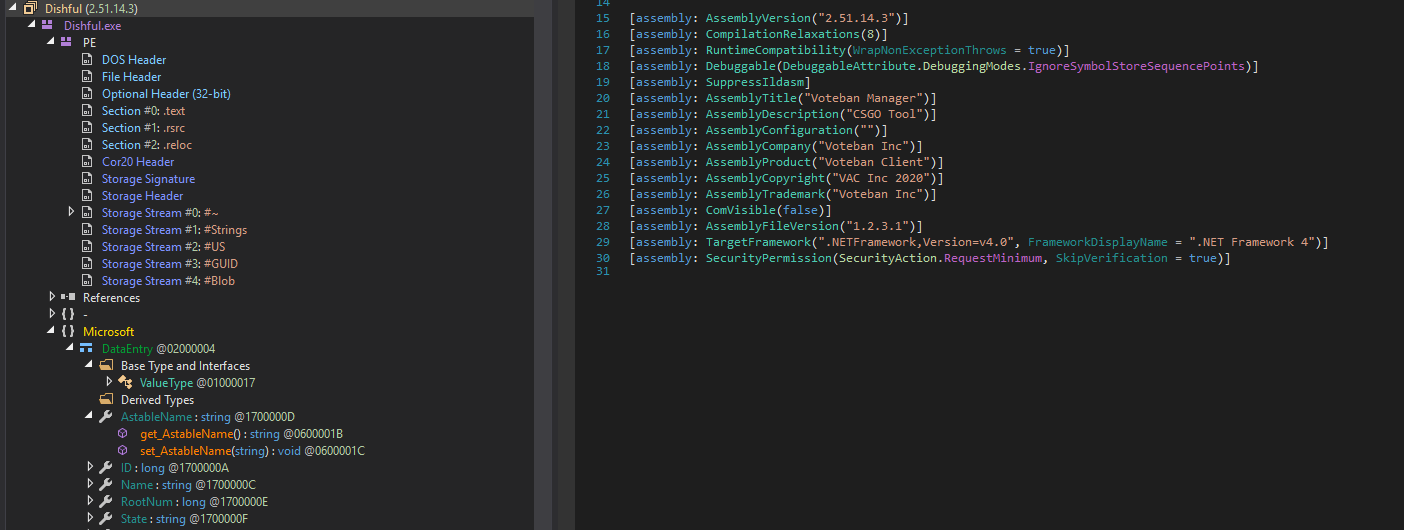 Dishful (2.51.14.3)
Dishful.exe
PE
DOS Header
File Header
Optional Header (32-bit)
Section #0: .text
Section #1: .rsrc
Section #2: .reloc
Cor20 Header
Storage Signature
Storage Header
Storage Stream #0: #~
Storage Stream #1: #Strings
Storage Stream #2: #US
Storage Stream #3: #GUID
Storage Stream #4: #Blob
References
{ } -
{ } Microsoft
DataEntry @02000004
Base Type and Interfaces
ValueType @01000017
Derived Types
AstableName : string @1700000D
get_AstableName() : string @0600001B
set_AstableName(string) : void @0600001C
ID : long @1700000A
Name : string @1700000C
RootNum : long @1700000E
State : string @1700000F
14
15 [assembly: AssemblyVersion("2.51.14.3")]
16 [assembly: CompilationRelaxations(8)]
17 [assembly: RuntimeCompatibility(WrapNonExceptionThrows = true)]
18 [assembly: Debuggable(DebuggableAttribute.DebuggingModes.IgnoreSymbolStoreSequencePoints)]
19 [assembly: SuppressIldasm]
20 [assembly: AssemblyTitle("Voteban Manager")]
21 [assembly: AssemblyDescription("CSGO Tool")]
22 [assembly: AssemblyConfiguration("")]
23 [assembly: AssemblyCompany("Voteban Inc")]
24 [assembly: AssemblyProduct("Voteban Client")]
25 [assembly: AssemblyCopyright("VAC Inc 2020")]
26 [assembly: AssemblyTrademark("Voteban Inc")]
27 [assembly: ComVisible(false)]
28 [assembly: AssemblyFileVersion("1.2.3.1")]
29 [assembly: TargetFramework(".NETFramework,Version=v4.0", FrameworkDisplayName = ".NET Framework 4")]
30 [assembly: SecurityPermission(SecurityAction.RequestMinimum, SkipVerification = true)]
31